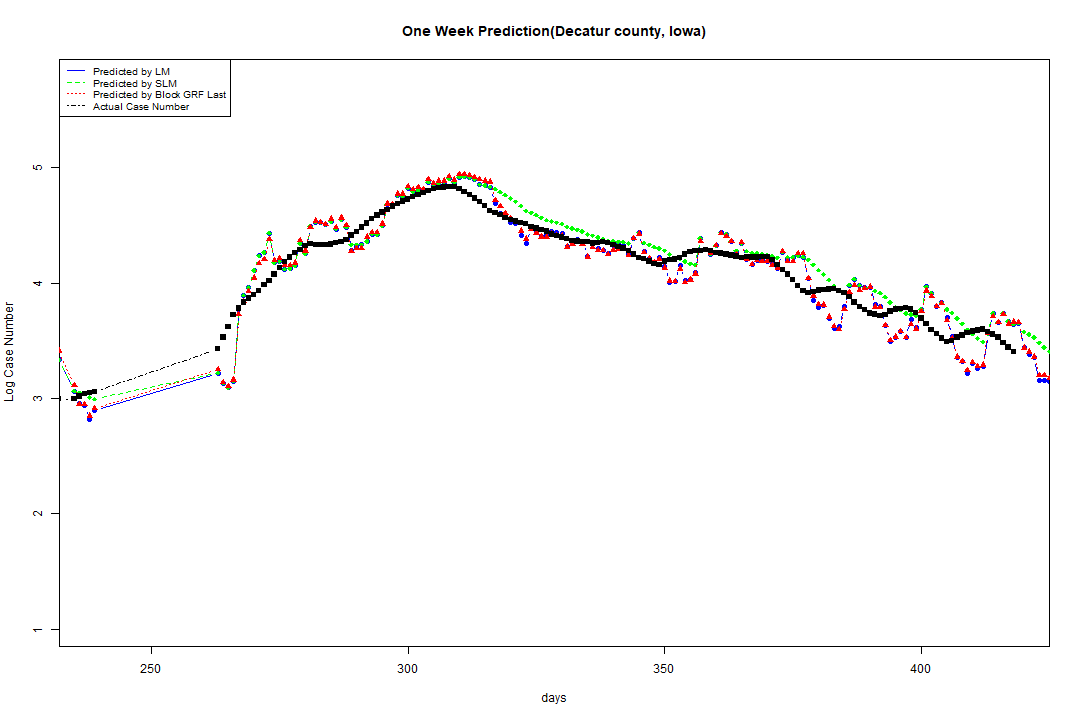 One Week Prediction(Decatur county, Iowa)
Predicted by LM
Predicted by SLM
Predicted by Block GRF Last
Actual Case Number
5
4
3
2
1
Log Case Number
250 300 350 400
days